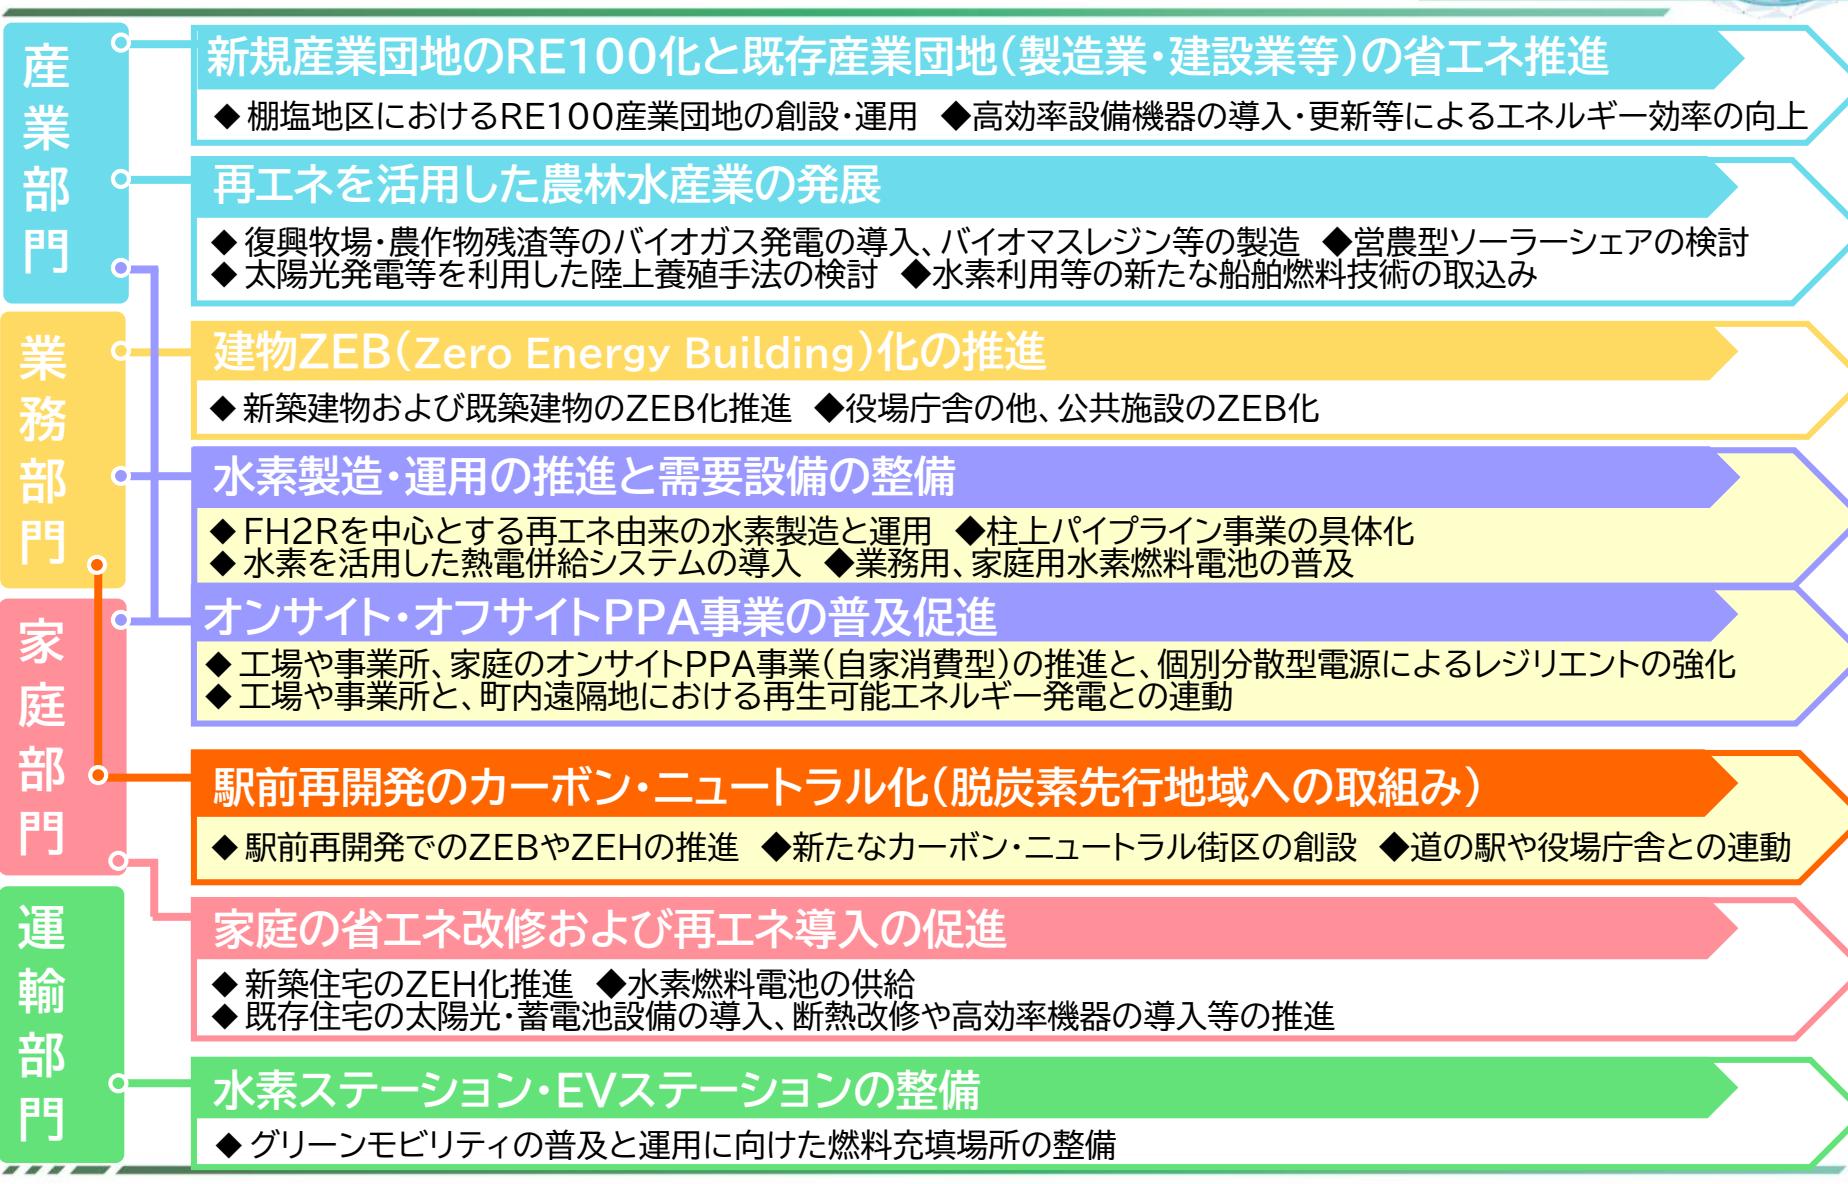 産業部門
新規産業団地のRE100化と既存産業団地（製造業・建設業等）の省エネ推進
◆ 棚塩地区におけるRE100産業団地の創設・運用　◆高効率設備機器の導入・更新等によるエネルギー効率の向上
再エネを活用した農林水産業の発展
◆ 復興牧場・農作物残渣等のバイオガス発電の導入、バイオマスレジン等の製造　◆営農型ソーラーシェアの検討
◆ 太陽光発電等を利用した陸上養殖手法の検討　◆水素利用等の新たな船舶燃料技術の取込み
業務部門
建物ZEB（Zero Energy Building）化の推進
◆ 新築建物および既築建物のZEB化推進　◆役場庁舎の他、公共施設のZEB化
水素製造・運用の推進と需要設備の整備
◆ FH2Rを中心とする再エネ由来の水素製造と運用　◆柱上パイプライン事業の具体化
◆ 水素を活用した熱電併給システムの導入　◆業務用、家庭用水素燃料電池の普及
家庭部門
オンサイト・オフサイトPPA事業の普及促進
◆ 工場や事業所、家庭のオンサイトPPA事業（自家消費型）の推進と、個別分散型電源によるレジリエントの強化
◆ 工場や事業所と、町内遠隔地における再生可能エネルギー発電との連動
駅前再開発のカーボン・ニュートラル化（脱炭素先行地域への取組み）
◆ 駅前再開発でのZEBやZEHの推進　◆新たなカーボン・ニュートラル街区の創設　◆道の駅や役場庁舎との連動
家庭の省エネ改修および再エネ導入の促進
◆ 新築住宅のZEH化推進　◆水素燃料電池の供給
◆ 既存住宅の太陽光・蓄電池設備の導入、断熱改修や高効率機器の導入等の推進
運輸部門
水素ステーション・EVステーションの整備
◆ グリーンモビリティの普及と運用に向けた燃料充填場所の整備